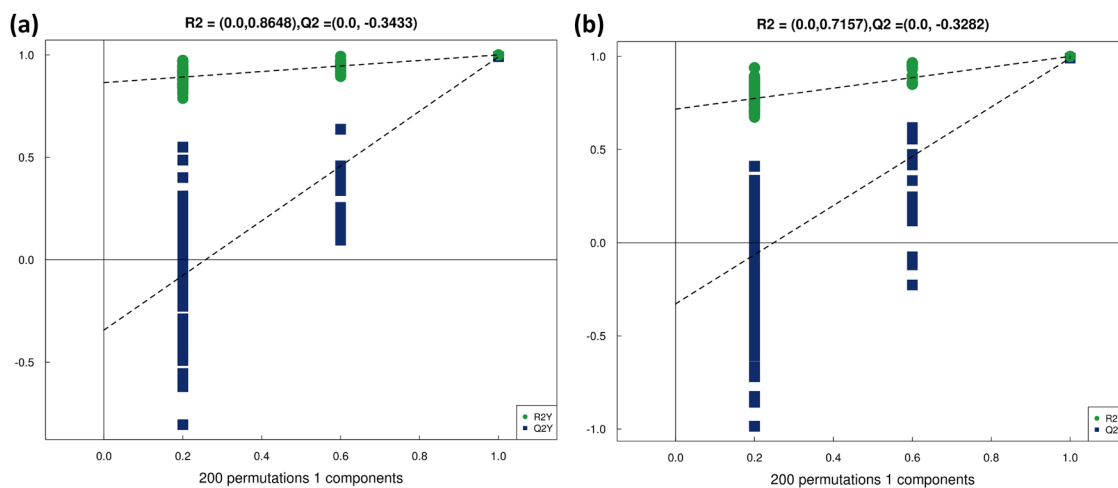 (a)
R2 = (0.0,0.8648),Q2 =(0.0, -0.3433)
1.0
0.5
0.0
-0.5
R2Y
Q2Y
0.0 0.2 0.4 0.6 0.8 1.0
200 permutations 1 components
(b)
R2 = (0.0,0.7157),Q2 =(0.0, -0.3282)
1.0
0.5
0.0
-0.5
-1.0
R2
Q2
0.0 0.2 0.4 0.6 0.8 1.0
200 permutations 1 components